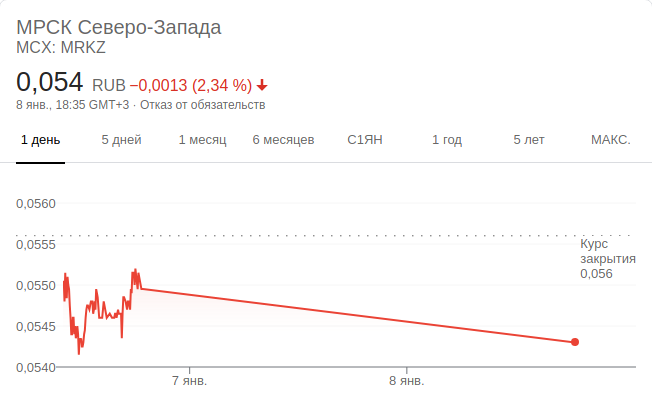 МРСК Северо-Запада
MCX: MRKZ
0,054 RUB −0,0013 (2,34 %)
8 янв., 18:35 GMT+3 · Отказ от обязательств
1 день 5 дней 1 месяц 6 месяцев С1ЯН 1 год 5 лет МАКС.
0,0560
0,0555
Курс
закрытия
0,056
0,0550
0,0545
0,0540
7 янв. 8 янв.